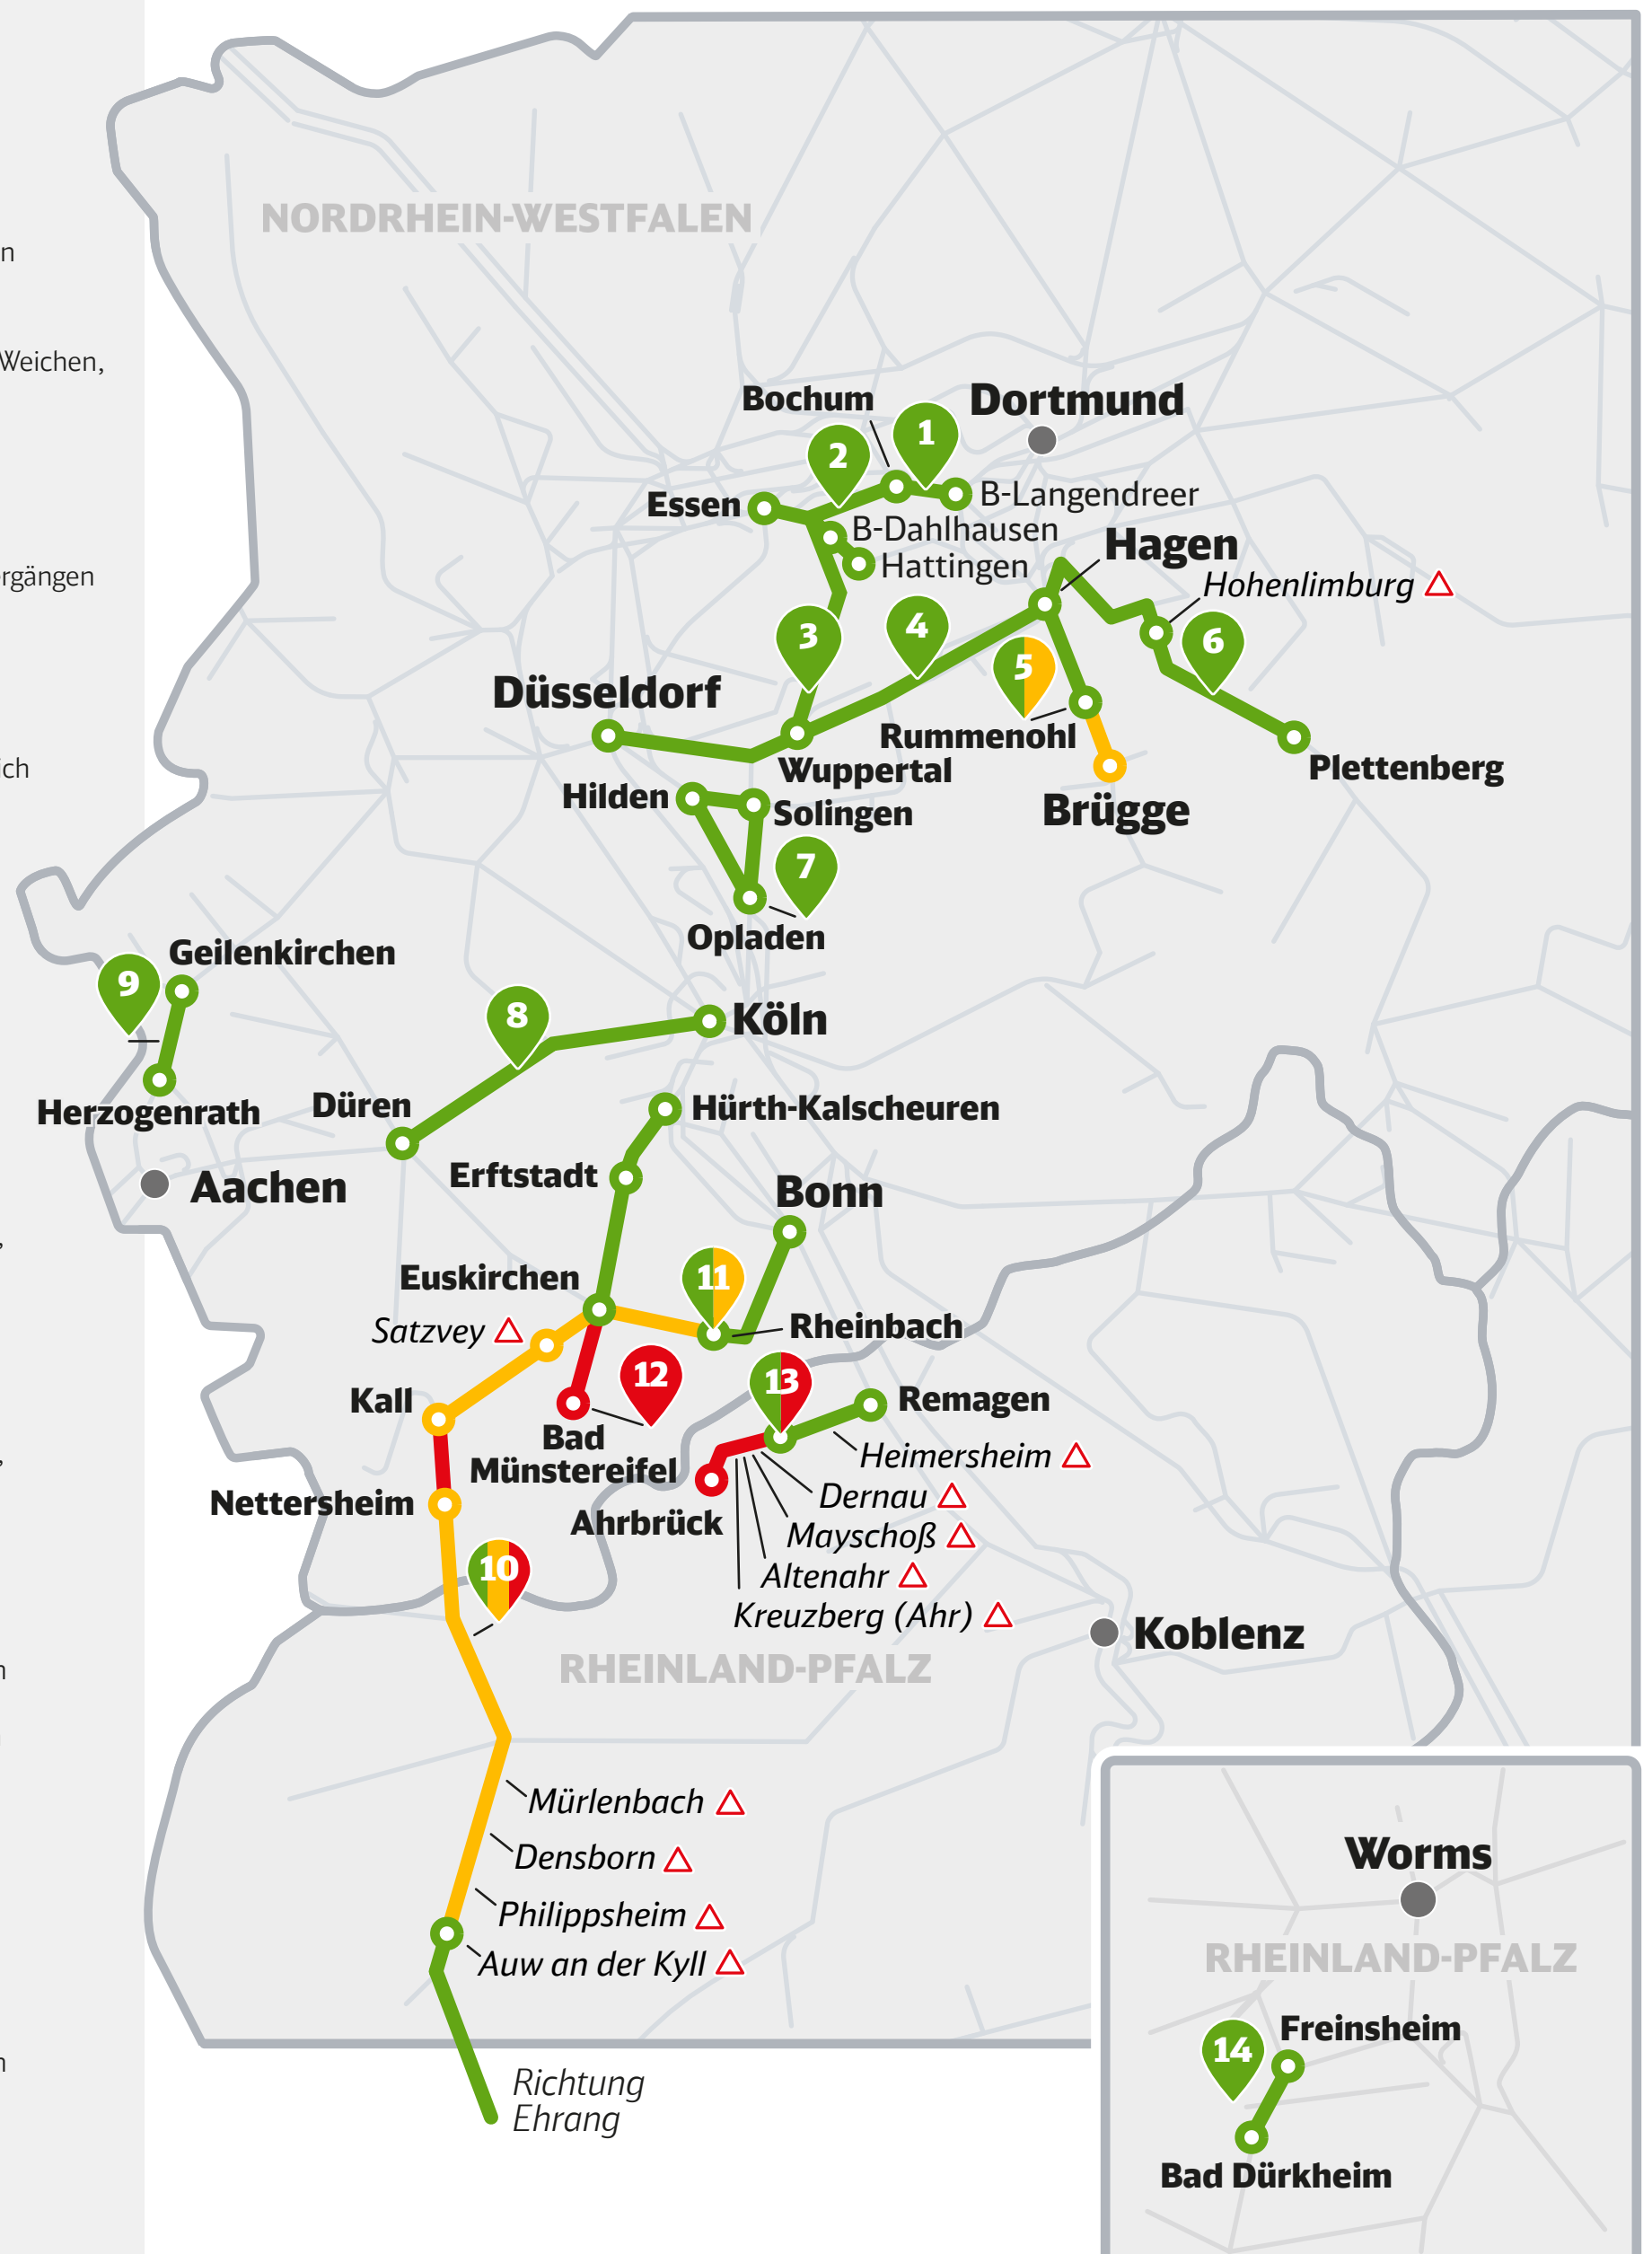 n
Weichen,
rgängen
ich
,
,
n
n
NORDRHEIN-WESTFALEN
Bochum
1
Dortmund
2
Essen
B-Langendreer
B-Dahlhausen
Hagen
Hattingen
Hohenlimburg
3
4
5
6
Düsseldorf
Rummenohl
Wuppertal
Plettenberg
Hilden
Solingen
Brügge
7
Opladen
Geilenkirchen
9
8
Köln
Herzogenrath
Düren
Hürth-Kalscheuren
Erftstadt
Aachen
Bonn
Euskirchen
11
Satzvey
Rheinbach
12
13
Kall
Remagen
Bad
Münstereifel
Heimersheim
Nettersheim
Dernau
Ahrbrück
Mayschoß
10
Altenahr
Kreuzberg (Ahr)
Koblenz
RHEINLAND-PFALZ
Mürlenbach
Densborn
Philippsheim
Auw an der Kyll
Richtung
Ehrang
Worms
RHEINLAND-PFALZ
Freinsheim
14
Bad Dürkheim